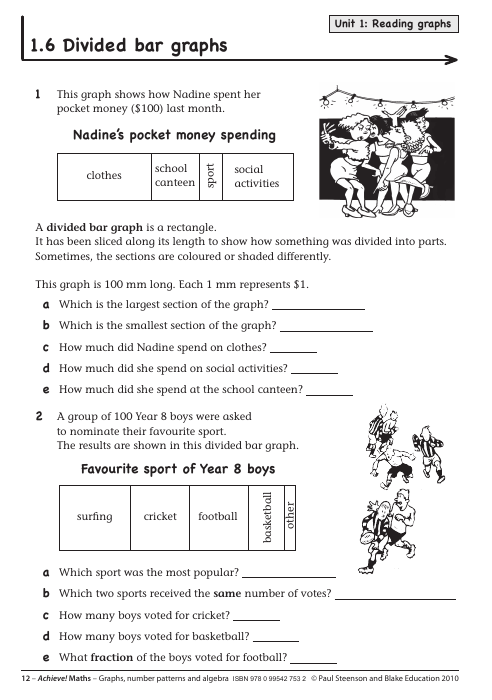 Unit 1: Reading graphs
1.6 Divided bar graphs
1 This graph shows how Nadine spent her
pocket money ($100) last month.
Nadine's pocket money spending
clothes
school
canteen
sport
social
activities
A divided bar graph is a rectangle.
It has been sliced along its length to show how something was divided into parts.
Sometimes, the sections are coloured or shaded differently.
This graph is 100 mm long. Each 1 mm represents $1.
a Which is the largest section of the graph?
b Which is the smallest section of the graph?
c How much did Nadine spend on clothes?
d How much did she spend on social activities?
e How much did she spend at the school canteen?
2 A group of 100 Year 8 boys were asked
to nominate their favourite sport.
The results are shown in this divided bar graph.
Favourite sport of Year 8 boys
surfing
cricket
football
basketball
other
a Which sport was the most popular?
b Which two sports received the same number of votes?
c How many boys voted for cricket?
d How many boys voted for basketball?
e What fraction of the boys voted for football?
12 – Achieve! Maths – Graphs, number patterns and algebra ISBN 978 0 99542 753 2 © Paul Steenson and Blake Education 2010